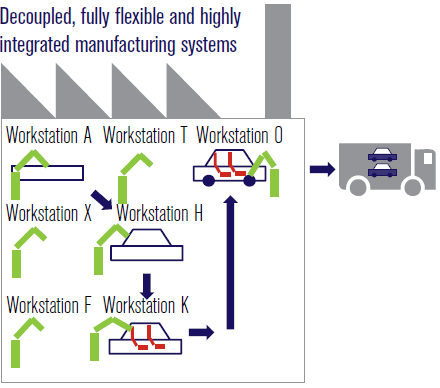 Decoupled, fully flexible and highly
integrated manufacturing systems
Workstation A Workstation T Workstation O
Workstation X Workstation H
Workstation F Workstation K